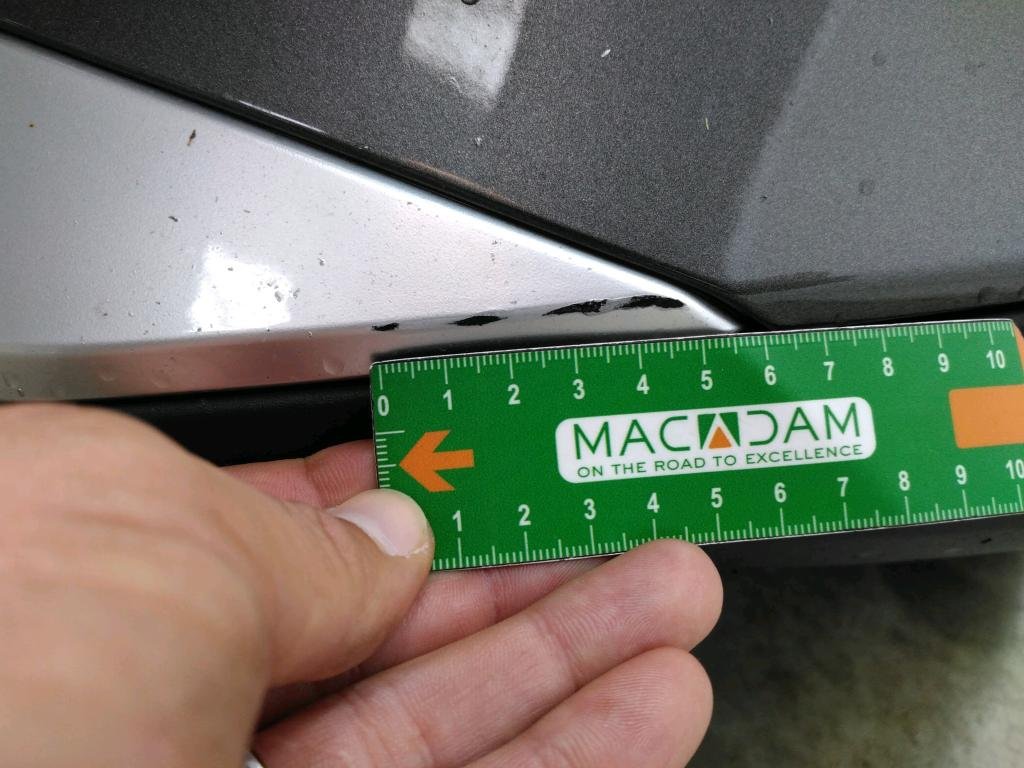 0 1 2 3 4 5 6 7 8 9 10
MACADAM
ON THE ROAD TO EXCELLENCE
1 2 3 4 5 6 7 8 9 10